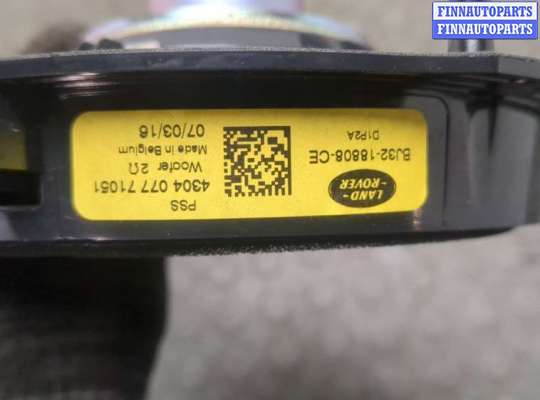 FINNAUTOPARTS
FINNAUTOPARTS
LAND-
-ROVER
BJ32-18808-CE
D1P2A
PSS
4304 077 71051
Woofer 2Ω
Made in Belgium
07/03/16